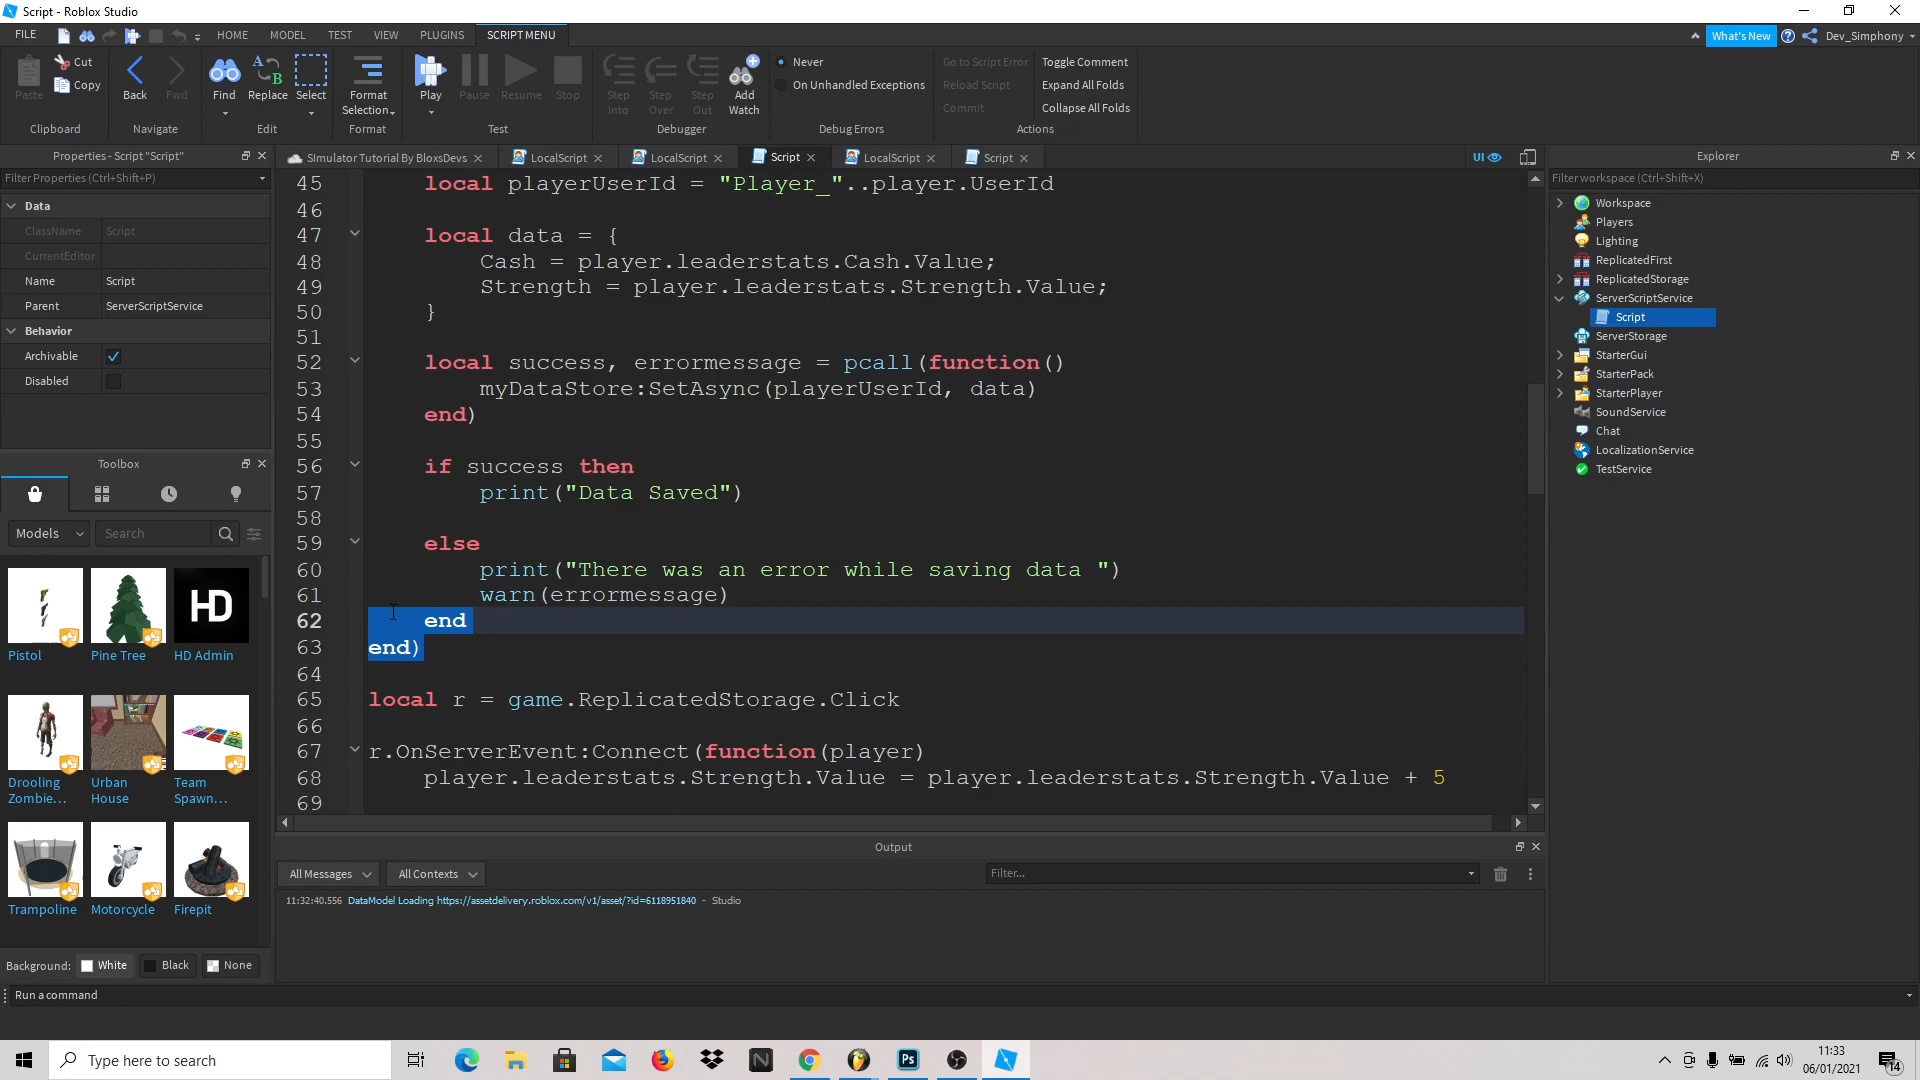 Script - Roblox Studio
FILE
HOME
MODEL
TEST
VIEW
PLUGINS
SCRIPT MENU
What's New
Dev_Simphony
Paste
Cut
Copy
Clipboard
Back
Fwd
Navigate
Find
Replace
Select
Edit
Format
Selection
Format
Play
Pause
Resume
Stop
Test
Step
Into
Step
Over
Step
Out
Add
Watch
Debugger
Never
On Unhandled Exceptions
Debug Errors
Go to Script Error
Reload Script
Commit
Toggle Comment
Expand All Folds
Collapse All Folds
Actions
Properties - Script "Script"
Filter Properties (Ctrl+Shift+P)
Data
ClassName Script
CurrentEditor
Name Script
Parent ServerScriptService
Behavior
Archivable
Disabled
Toolbox
Models
Search
Pistol
Pine Tree
HD
HD Admin
Drooling
Zombie...
Urban
House
Team
Spawn...
Trampoline
Motorcycle
Firepit
Background: White Black None
SImulator Tutorial By BloxsDevs
LocalScript
LocalScript
Script
LocalScript
Script
UI
45 local playerUserId = "Player_"..player.UserId
46
47 local data = {
48 Cash = player.leaderstats.Cash.Value;
49 Strength = player.leaderstats.Strength.Value;
50 }
51
52 local success, errormessage = pcall(function()
53 myDataStore:SetAsync(playerUserId, data)
54 end)
55
56 if success then
57 print("Data Saved")
58
59 else
60 print("There was an error while saving data ")
61 warn(errormessage)
62 end
63 end)
64
65 local r = game.ReplicatedStorage.Click
66
67 r.OnServerEvent:Connect(function(player)
68 player.leaderstats.Strength.Value = player.leaderstats.Strength.Value + 5
69
Output
All Messages
All Contexts
Filter...
11:32:40.556 DataModel Loading https://assetdelivery.roblox.com/v1/asset/?id=6118951840 - Studio
Explorer
Filter workspace (Ctrl+Shift+X)
Workspace
Players
Lighting
ReplicatedFirst
ReplicatedStorage
ServerScriptService
Script
ServerStorage
StarterGui
StarterPack
StarterPlayer
SoundService
Chat
LocalizationService
TestService
Run a command
Type here to search
N
Ps
11:33
06/01/2021
14